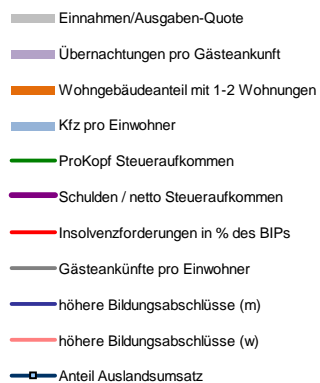 Einnahmen/Ausgaben-Quote
Übernachtungen pro Gästeankunft
Wohngebäudeanteil mit 1-2 Wohnungen
Kfz pro Einwohner
ProKopf Steueraufkommen
Schulden / netto Steueraufkommen
Insolvenzforderungen in % des BIPs
Gästeankünfte pro Einwohner
höhere Bildungsabschlüsse (m)
höhere Bildungsabschlüsse (w)
Anteil Auslandsumsatz